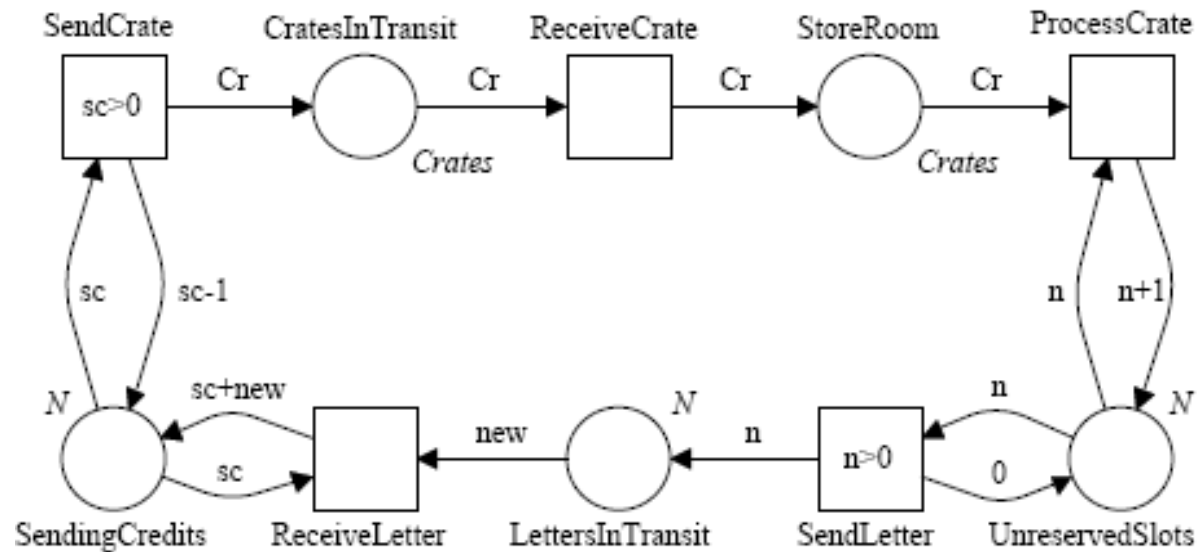 SendCrate
CratesInTransit
ReceiveCrate
StoreRoom
ProcessCrate
sc>0
Cr
Cr
Cr
Cr
Crates
Crates
sc
sc-1
n
n+1
N
sc+new
sc
new
N
n
n>0
n
0
N
SendingCredits
ReceiveLetter
LettersInTransit
SendLetter
UnreservedSlots